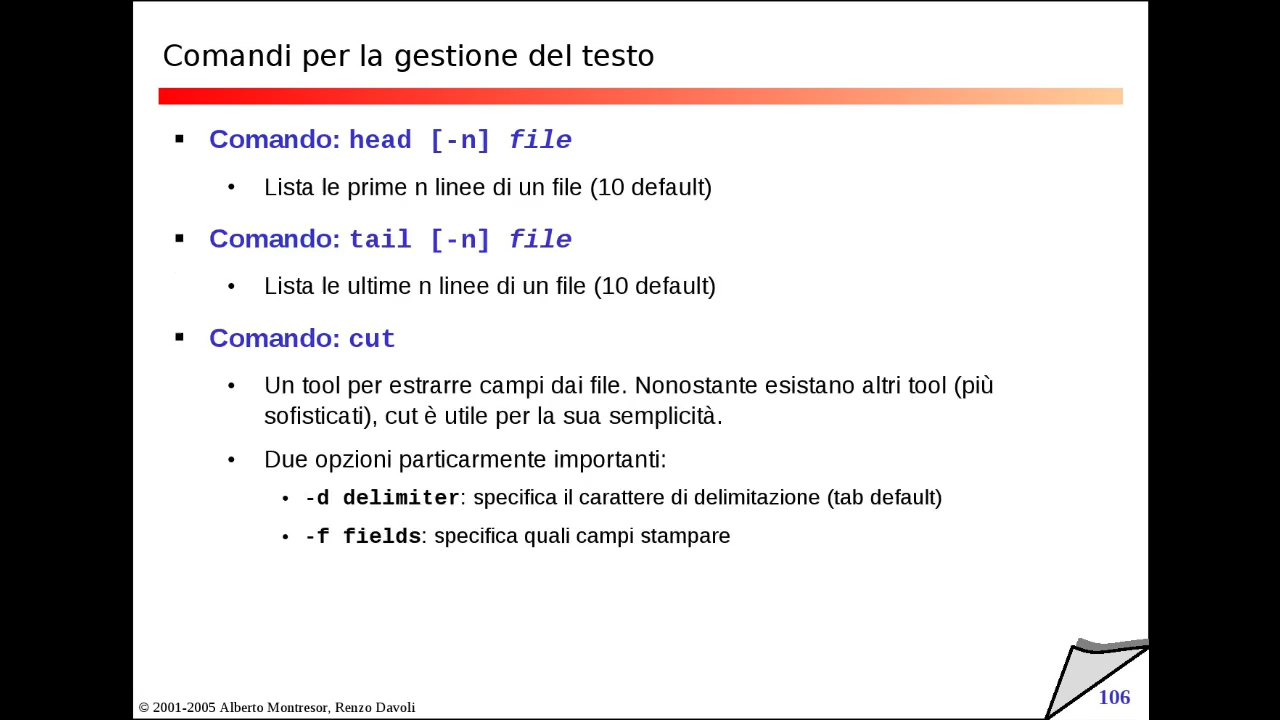 Comandi per la gestione del testo
▪ Comando: head [-n] file
• Lista le prime n linee di un file (10 default)
▪ Comando: tail [-n] file
• Lista le ultime n linee di un file (10 default)
▪ Comando: cut
• Un tool per estrarre campi dai file. Nonostante esistano altri tool (più
sofisticati), cut è utile per la sua semplicità.
• Due opzioni particarmente importanti:
• -d delimiter: specifica il carattere di delimitazione (tab default)
• -f fields: specifica quali campi stampare
© 2001-2005 Alberto Montresor, Renzo Davoli
106